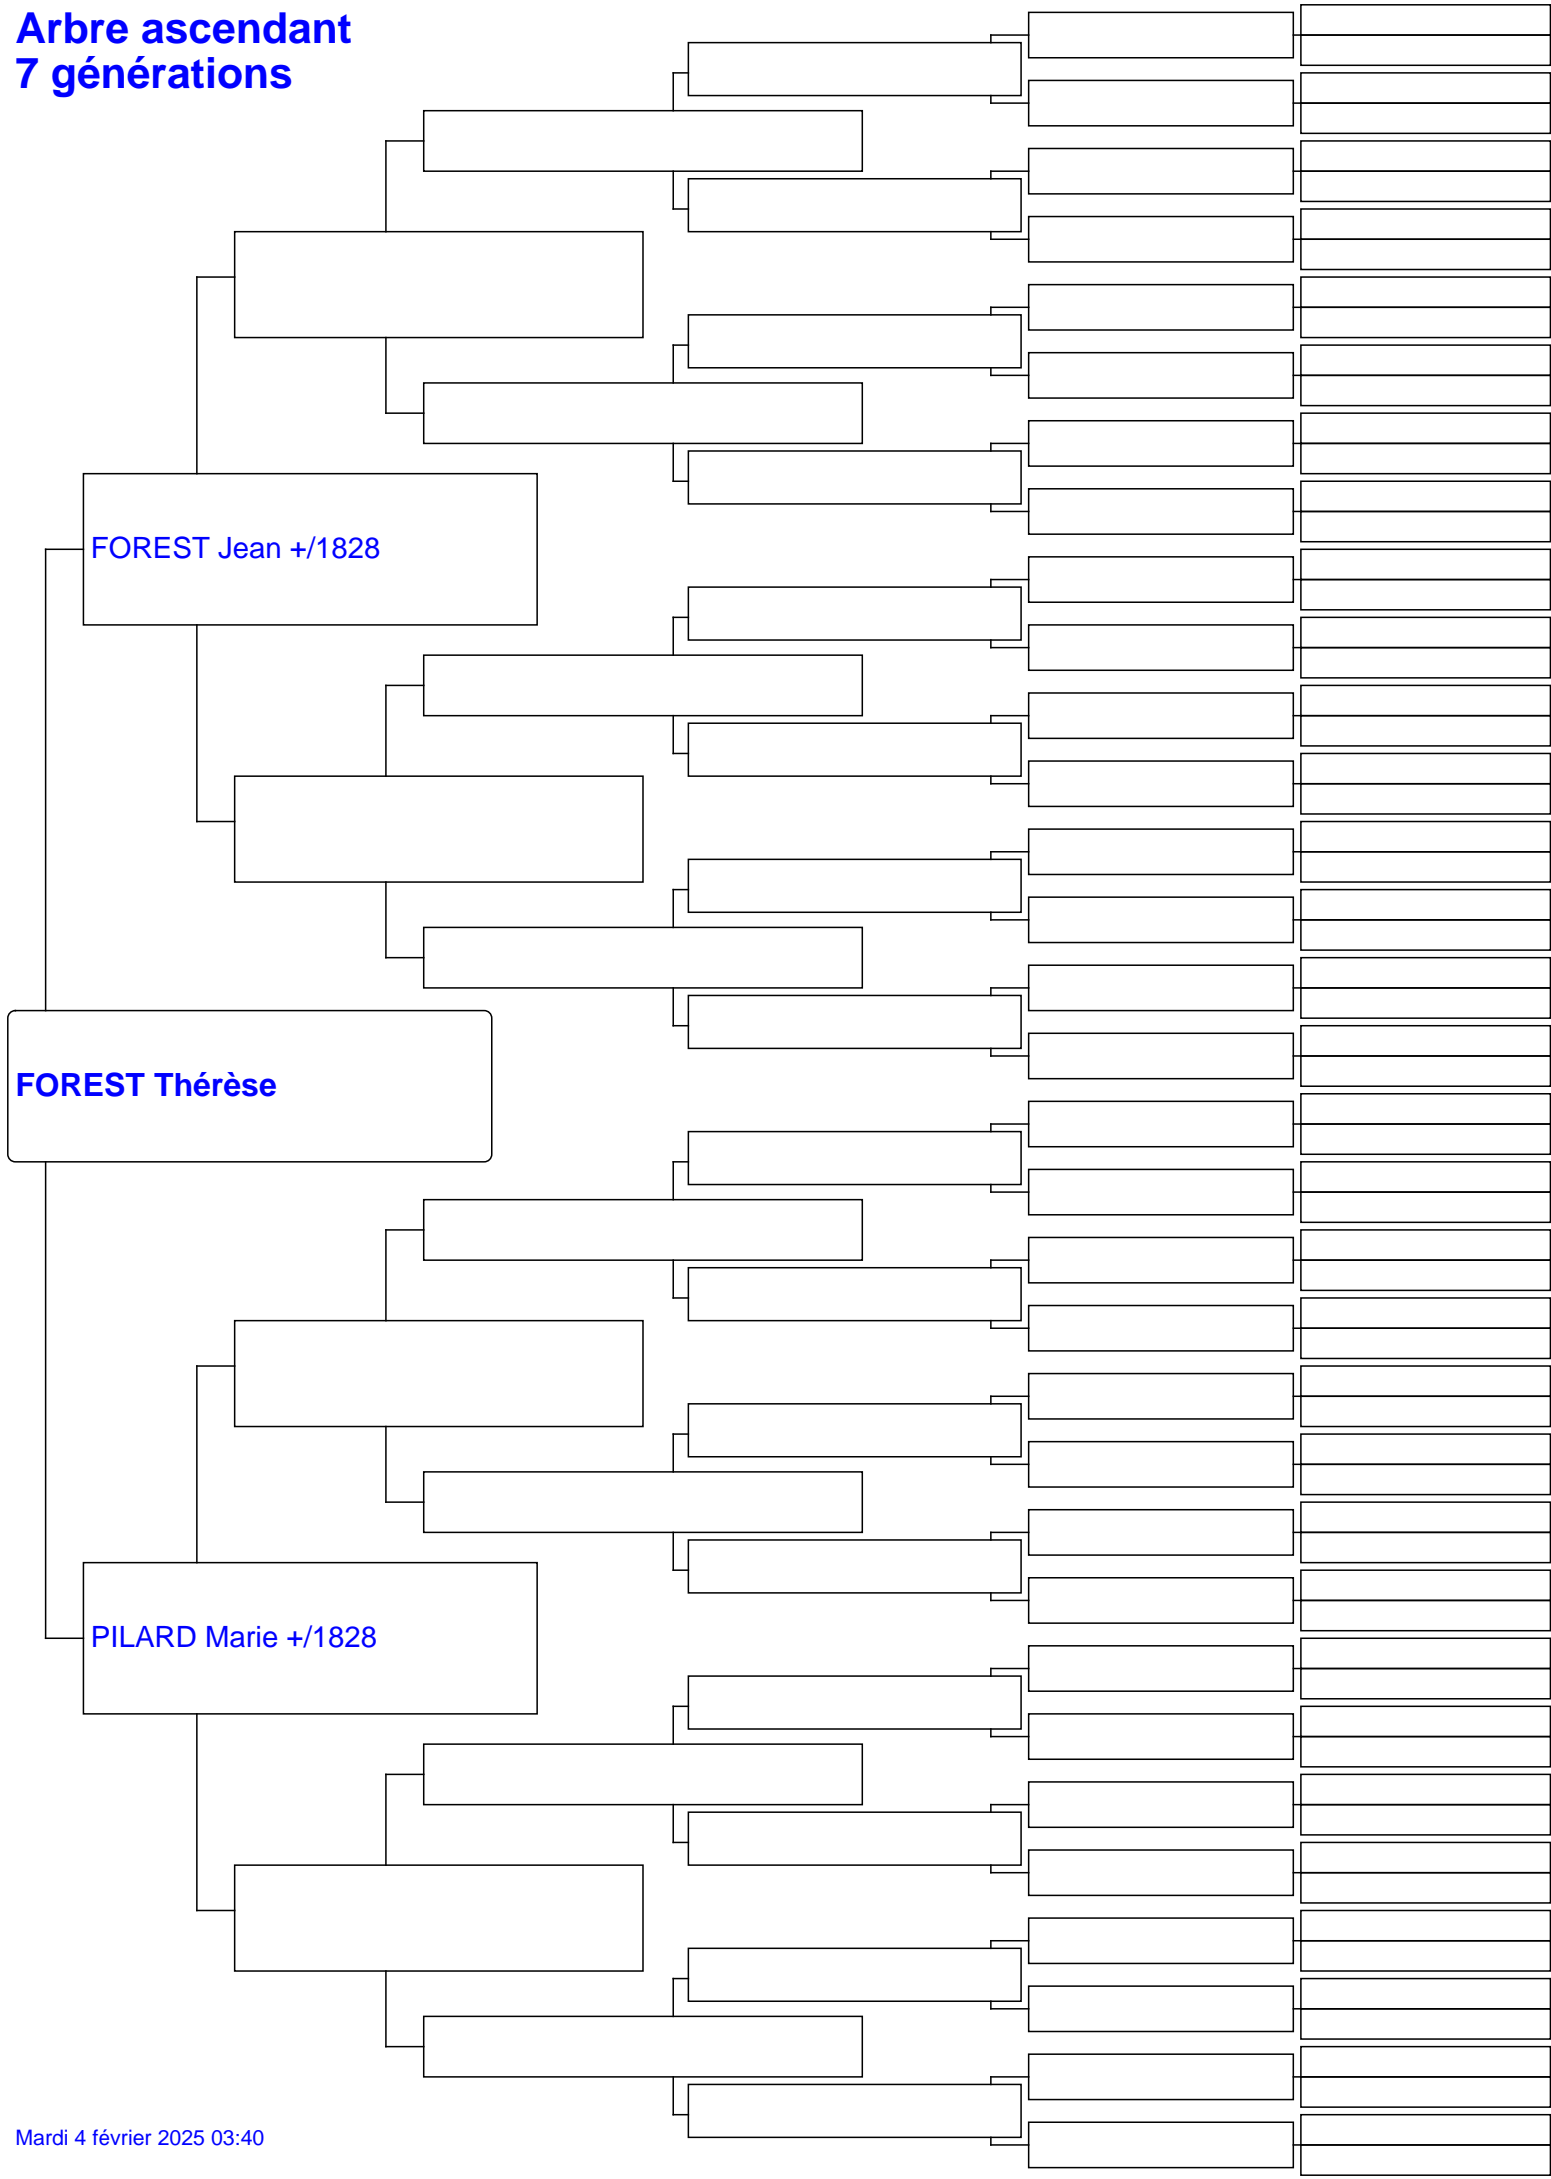 Arbre ascendant
7 générations
FOREST Jean +/1828
FOREST Thérèse
PILARD Marie +/1828
Mardi 4 février 2025 03:40